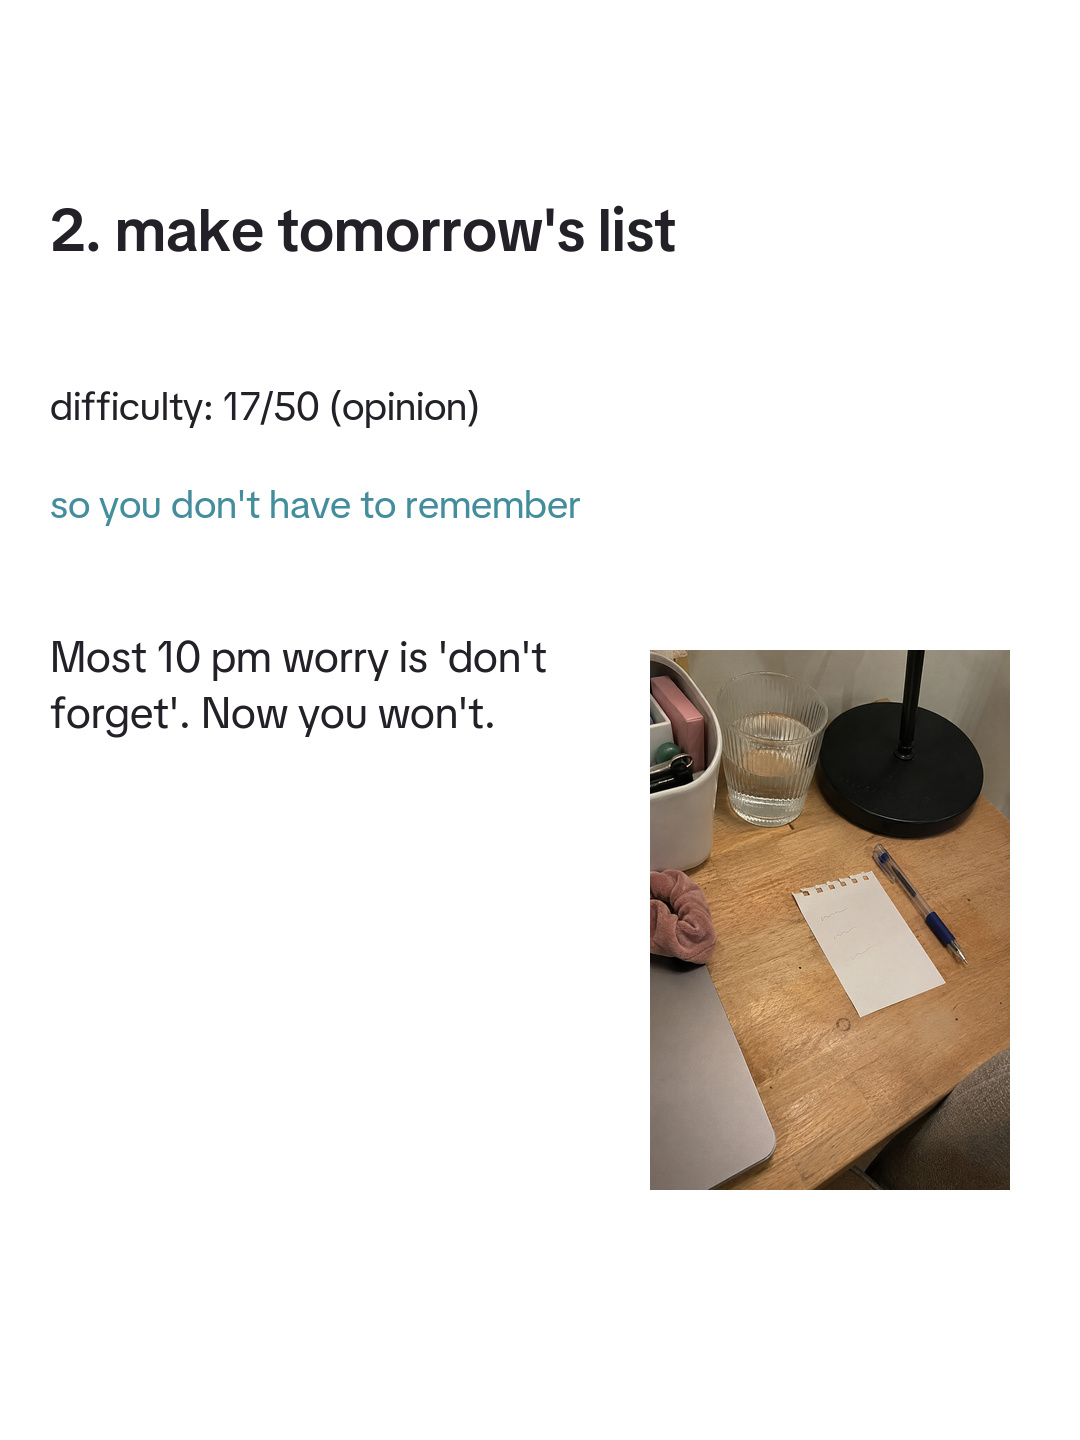 2. make tomorrow's list
difficulty: 17/50 (opinion)
so you don't have to remember
Most 10 pm worry is 'don't
forget'. Now you won't.